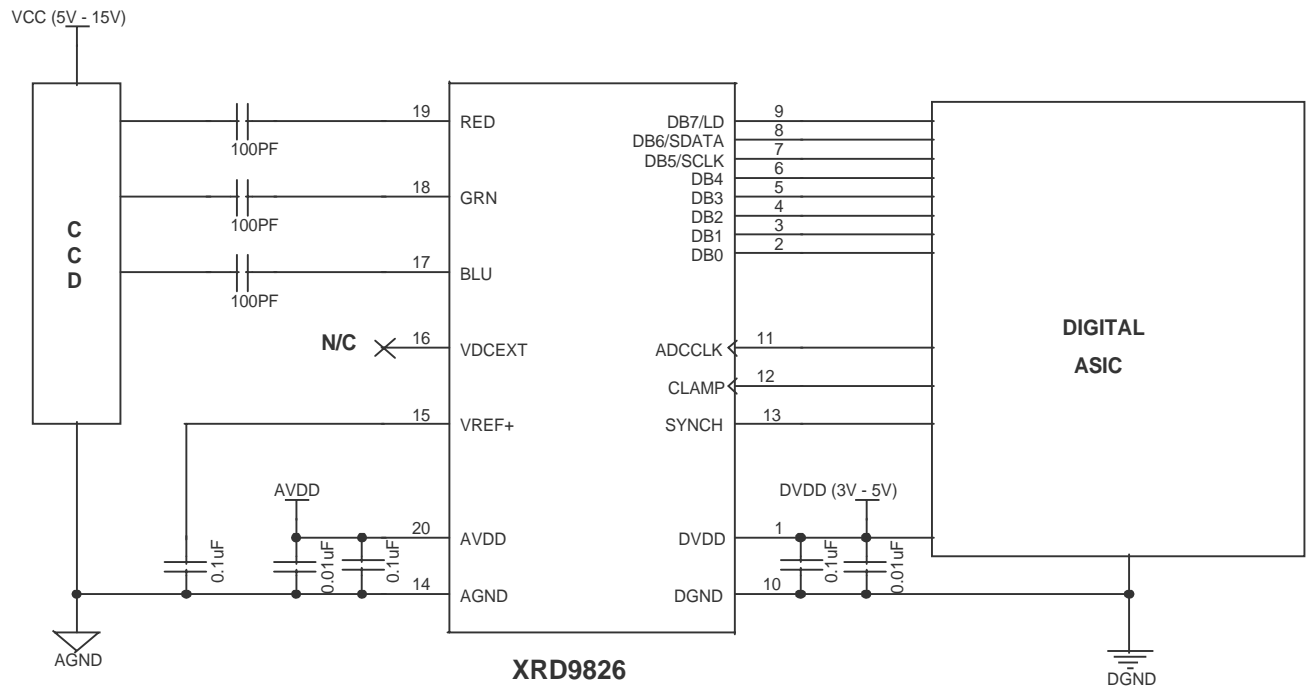 VCC (5V - 15V)
C
C
D
100PF
100PF
100PF
N/C
19
RED
18
GRN
17
BLU
16
VDCEXT
15
VREF+
AVDD
20
AVDD
14
AGND
0.1uF
0.01uF
0.1uF
AGND
DB7/LD
9
DB6/SDATA
8
DB5/SCLK
7
DB4
6
DB3
5
DB2
4
DB1
3
DB0
2
ADCCLK
11
CLAMP
12
SYNCH
13
DVDD (3V - 5V)
DVDD
1
DGND
10
0.1uF
0.01uF
DIGITAL
ASIC
DGND
XRD9826